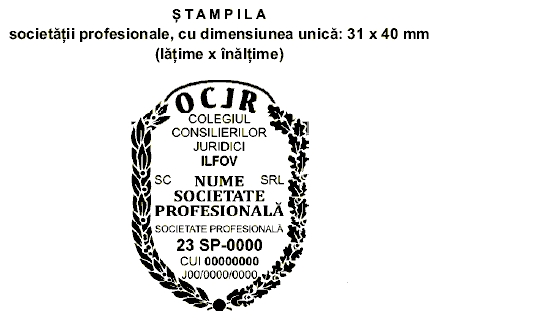 ȘTAMPILA
societății profesionale, cu dimensiunea unică: 31 x 40 mm
(lățime x înălțime)
OCJR
COLEGIUL
CONSILIERILOR
JURIDICI
ILFOV
SC NUME SRL
SOCIETATE
PROFESIONALĂ
SOCIETATE PROFESIONALĂ
23 SP-0000
CUI 00000000
J00/0000/0000